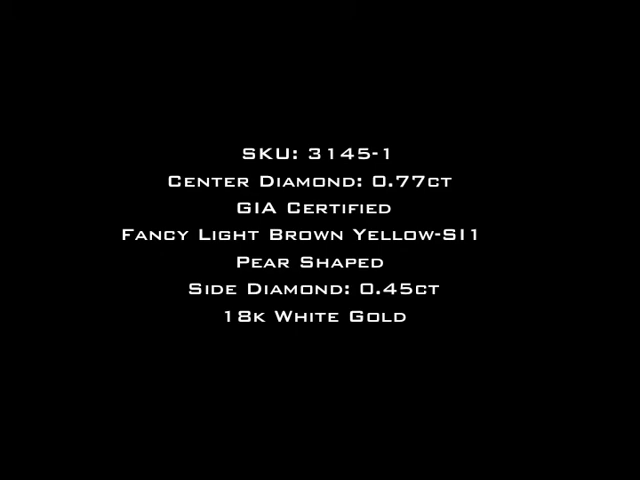 SKU: 3145-1
Center Diamond: 0.77ct
GIA Certified
Fancy Light Brown Yellow-SI1
Pear Shaped
Side Diamond: 0.45ct
18k White Gold